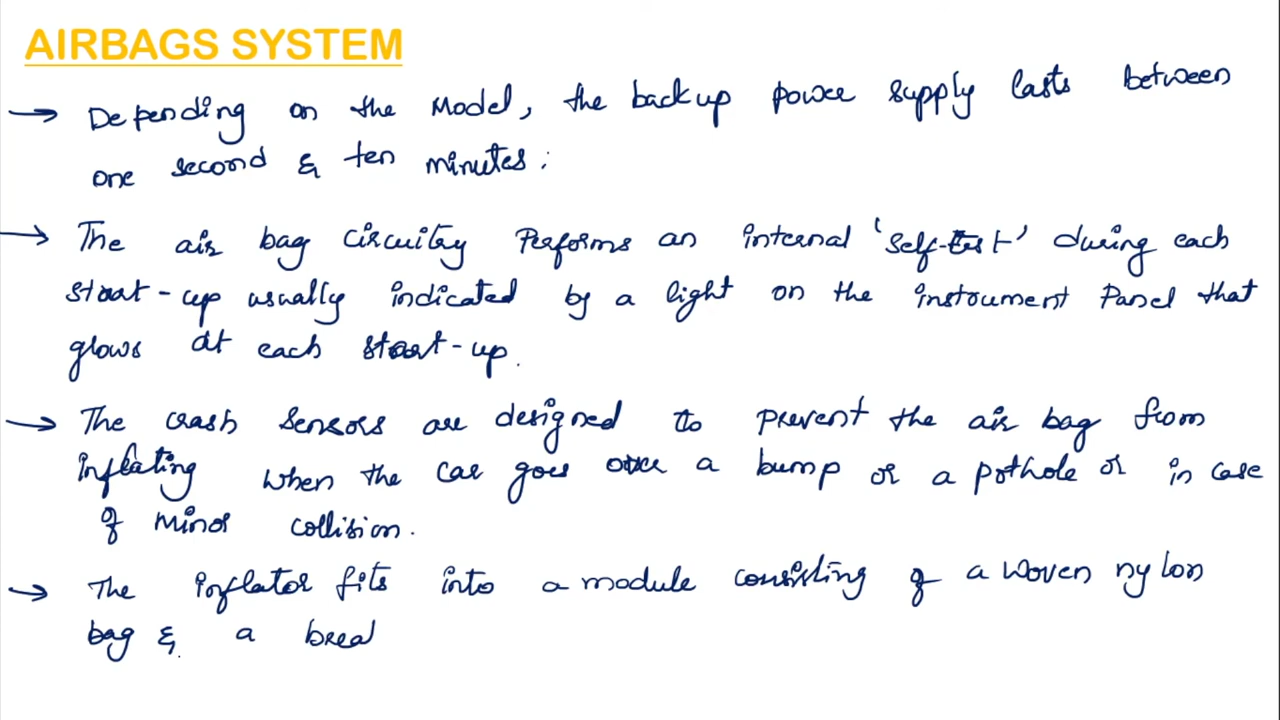 AIRBAGS SYSTEM
→ Depending on the Model, the backup power supply lasts between
one second & ten minutes.
→ The air bag circuitry Performs an internal 'self-test' during each
start-up usually indicated by a light on the instrument Panel that
glows at each start-up.
→ The crash sensors are designed to prevent the air bag from
inflating when the car goes over a bump or a pothole or in case
of minor collision.
→ The inflator fits into a module consisting of a woven nylon
bag & a brea